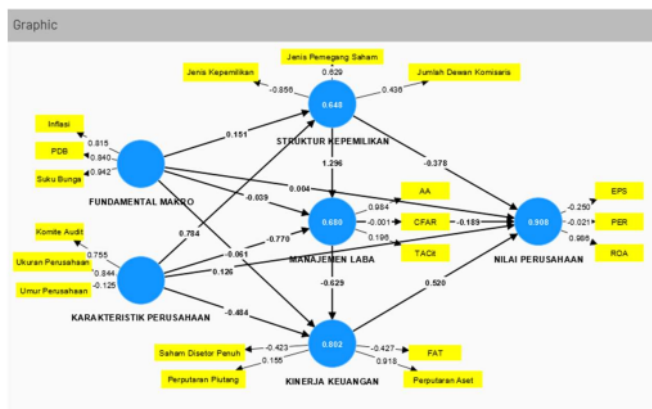 Graphic
Jenis Pemegang Saham
Jenis Kepemilikan
Jumlah Dewan Komisaris
0.629
-0.856
0.436
0.648
STRUKTUR KEPEMILIKAN
Inflasi
0.815
PDB
0.840
Suku Bunga
0.942
FUNDAMENTAL MAKRO
0.151
1.296
-0.378
-0.039
0.004
AA
0.984
CFAR
-0.001
TACit
0.196
0.680
MANAJEMEN LABA
-0.189
EPS
-0.250
PER
-0.021
ROA
0.908
NILAI PERUSAHAAN
Komite Audit
0.755
Ukuran Perusahaan
0.844
Umur Perusahaan
-0.125
KARAKTERISTIK PERUSAHAAN
0.784
-0.061
-0.770
0.126
-0.629
0.520
-0.484
Saham Disetor Penuh
-0.423
Perputaran Piutang
0.155
0.802
KINERJA KEUANGAN
-0.427
FAT
0.918
Perputaran Aset